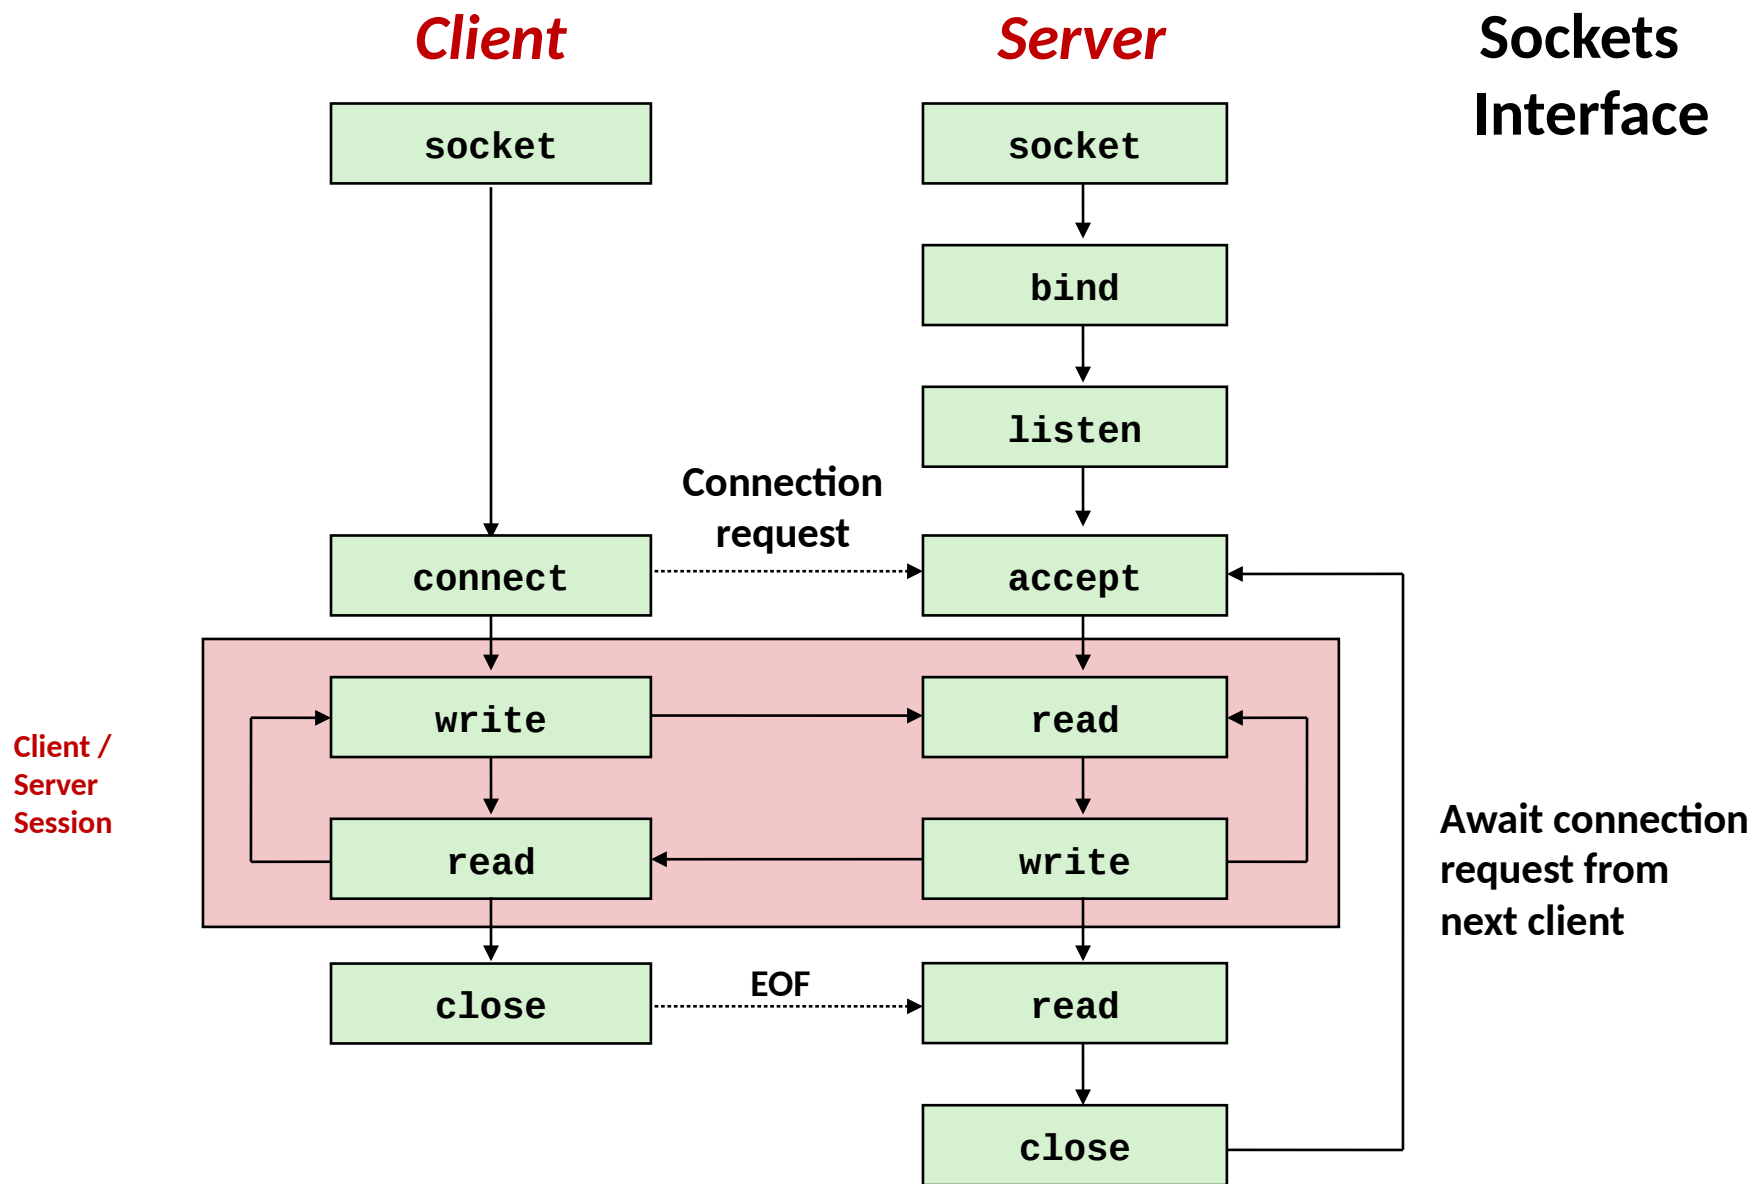 Client
Server
Sockets
Interface
socket
socket
bind
listen
Connection
request
connect
accept
write
read
Client /
Server
Session
read
write
Await connection
request from
next client
close
EOF
read
close